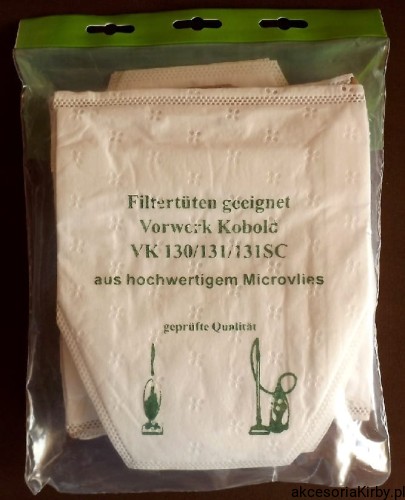 Filtertüten geeignet
Vorwerk Kobold
VK 130/131/131SC
aus hochwertigem Microvlies
geprüfte Qualität
akcesoriaKirby.pl